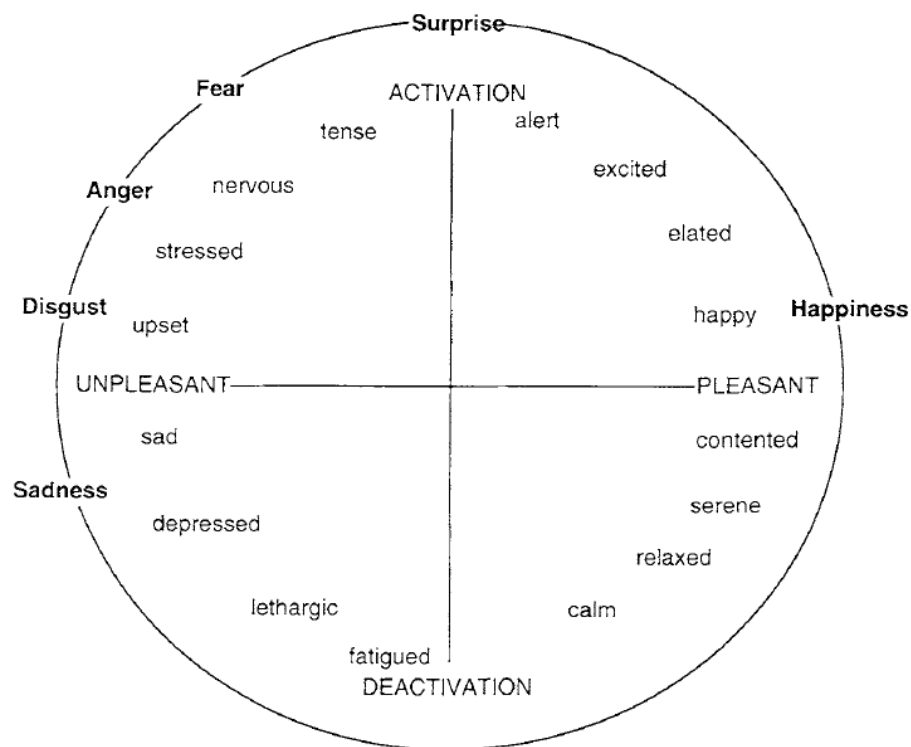 Surprise
Fear
ACTIVATION
tense
alert
Anger
nervous
excited
stressed
elated
Disgust
upset
happy
Happiness
UNPLEASANT
PLEASANT
sad
contented
Sadness
serene
depressed
relaxed
lethargic
calm
fatigued
DEACTIVATION